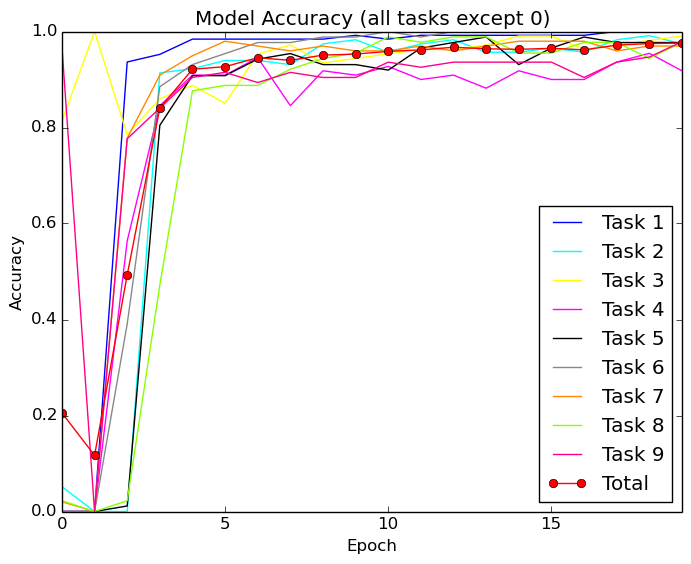 Model Accuracy (all tasks except 0)
1.0
0.8
0.6
0.4
0.2
0.0
Accuracy
0
5
10
15
Epoch
Task 1
Task 2
Task 3
Task 4
Task 5
Task 6
Task 7
Task 8
Task 9
Total